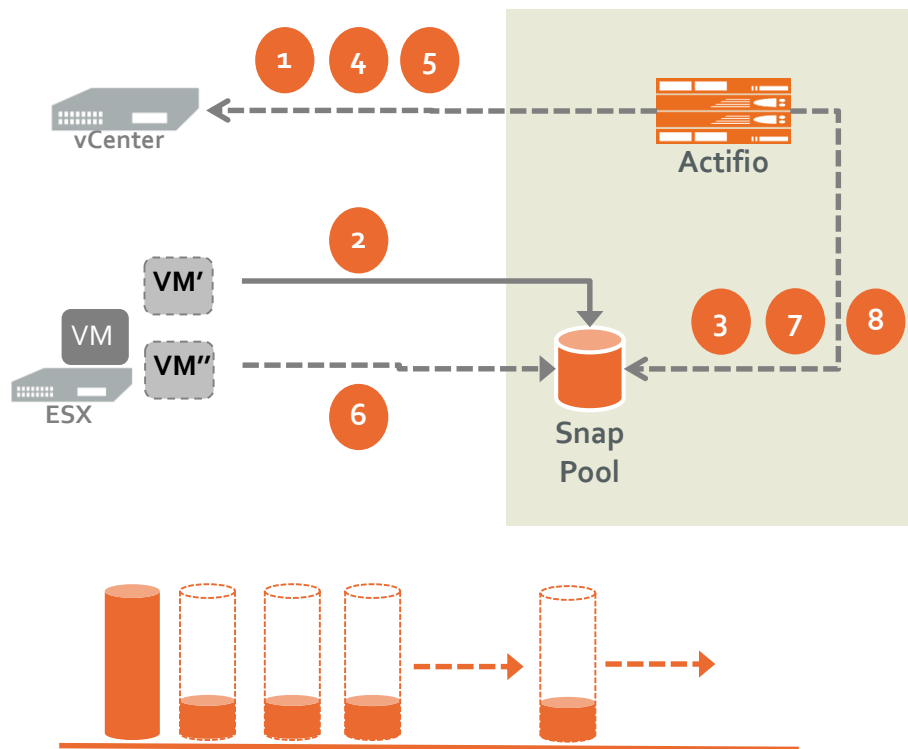 1 4 5
vCenter
Actifio
2
VM'
3 7 8
VM
VM''
ESX
6
Snap
Pool